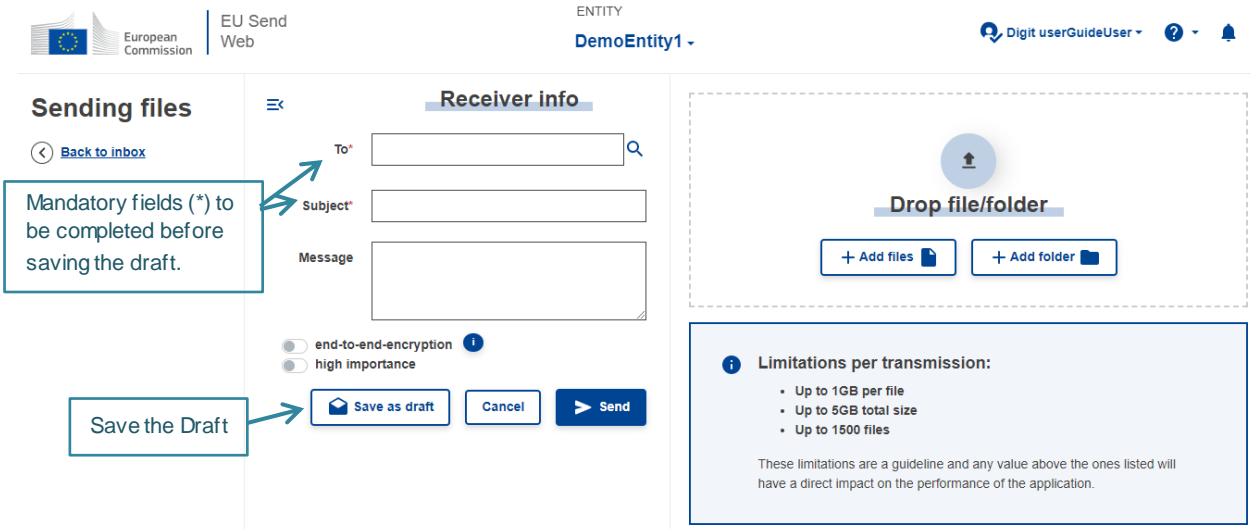 European
Commission
EU Send
Web
ENTITY
DemoEntity1
Digit userGuideUser
?
Sending files
Back to inbox
Mandatory fields (*) to
be completed before
saving the draft.
Receiver info
To*
Subject*
Message
end-to-end-encryption i
high importance
Save as draft
Cancel
Send
Save the Draft
Drop file/folder
+ Add files
+ Add folder
i Limitations per transmission:
• Up to 1GB per file
• Up to 5GB total size
• Up to 1500 files
These limitations are a guideline and any value above the ones listed will
have a direct impact on the performance of the application.